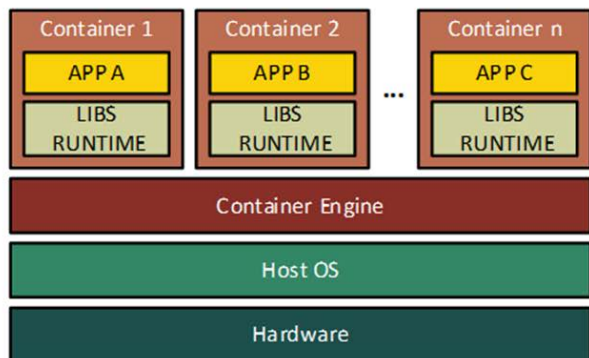 Container 1
APP A
LIBS
RUNTIME
Container 2
APP B
LIBS
RUNTIME
...
Container n
APP C
LIBS
RUNTIME
Container Engine
Host OS
Hardware